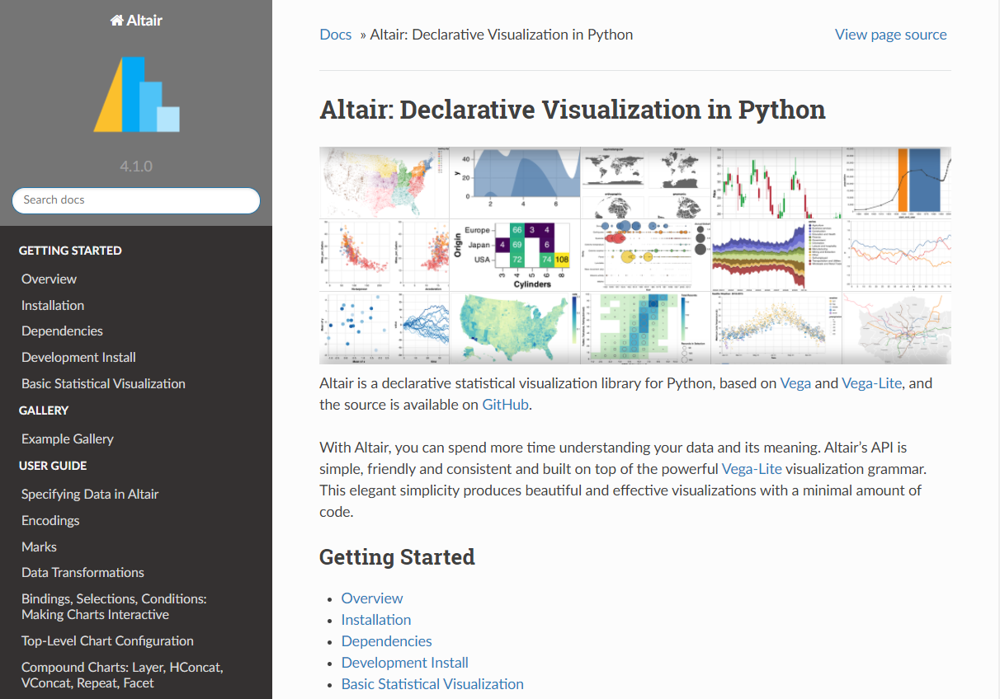 Altair
4.1.0
Search docs
GETTING STARTED
Overview
Installation
Dependencies
Development Install
Basic Statistical Visualization
GALLERY
Example Gallery
USER GUIDE
Specifying Data in Altair
Encodings
Marks
Data Transformations
Bindings, Selections, Conditions:
Making Charts Interactive
Top-Level Chart Configuration
Compound Charts: Layer, HConcat,
VConcat, Repeat, Facet
Docs » Altair: Declarative Visualization in Python
View page source
Altair: Declarative Visualization in Python
y
40
20
0
2 4 6
Origin
Europe 66 3 4
Japan 4 69 6
USA 72 74 108
3 4 5 6 8
Cylinders
Altair is a declarative statistical visualization library for Python, based on Vega and Vega-Lite, and
the source is available on GitHub.
With Altair, you can spend more time understanding your data and its meaning. Altair’s API is
simple, friendly and consistent and built on top of the powerful Vega-Lite visualization grammar.
This elegant simplicity produces beautiful and effective visualizations with a minimal amount of
code.
Getting Started
• Overview
• Installation
• Dependencies
• Development Install
• Basic Statistical Visualization